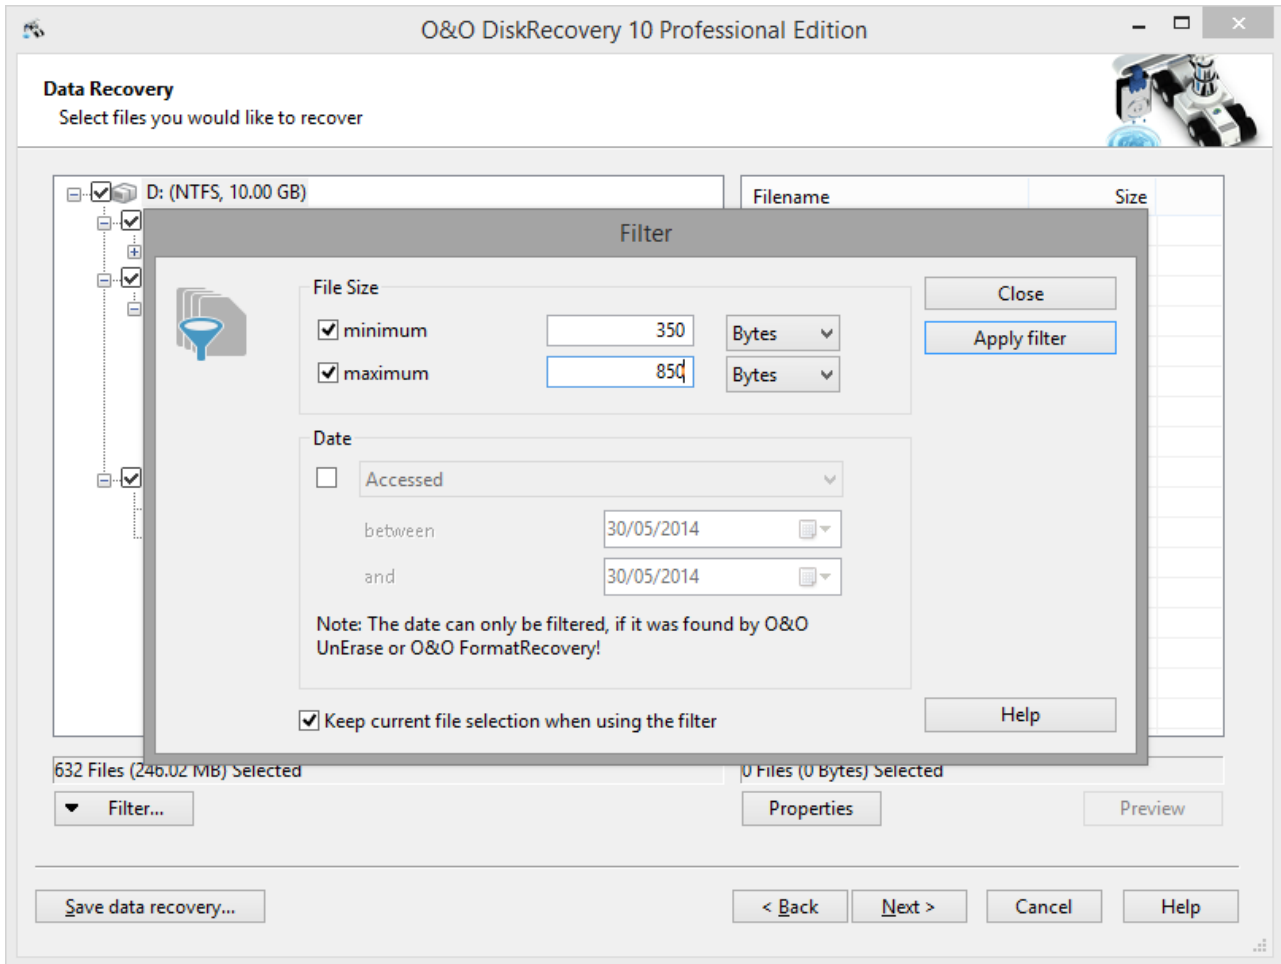 O&O DiskRecovery 10 Professional Edition
Data Recovery
Select files you would like to recover
D: (NTFS, 10.00 GB)
Filename Size
Filter
File Size
minimum 350 Bytes
maximum 850 Bytes
Close
Apply filter
Date
Accessed
between 30/05/2014
and 30/05/2014
Note: The date can only be filtered, if it was found by O&O
UnErase or O&O FormatRecovery!
Keep current file selection when using the filter
Help
632 Files (246.02 MB) Selected
0 Files (0 Bytes) Selected
Filter...
Properties
Preview
Save data recovery...
< Back
Next >
Cancel
Help